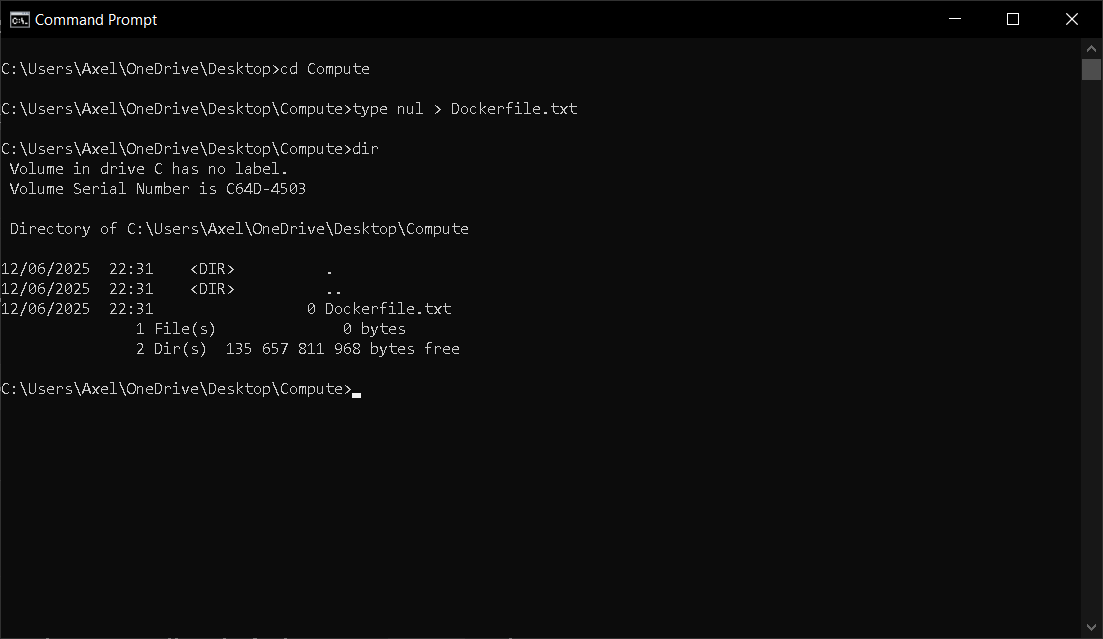 Command Prompt
C:\Users\Axel\OneDrive\Desktop>cd Compute
C:\Users\Axel\OneDrive\Desktop\Compute>type nul > Dockerfile.txt
C:\Users\Axel\OneDrive\Desktop\Compute>dir
 Volume in drive C has no label.
 Volume Serial Number is C64D-4503
 Directory of C:\Users\Axel\OneDrive\Desktop\Compute
12/06/2025  22:31    <DIR>          .
12/06/2025  22:31    <DIR>          ..
12/06/2025  22:31                 0 Dockerfile.txt
               1 File(s)              0 bytes
               2 Dir(s)  135 657 811 968 bytes free
C:\Users\Axel\OneDrive\Desktop\Compute>